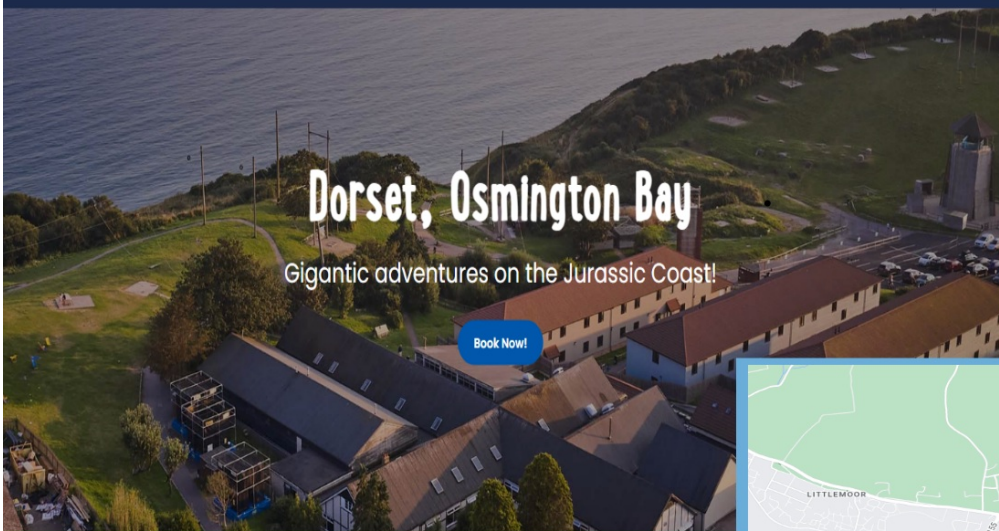 Dorset, Osmington Bay
Gigantic adventures on the Jurassic Coast!
Book Now!
LITTLEMOOR